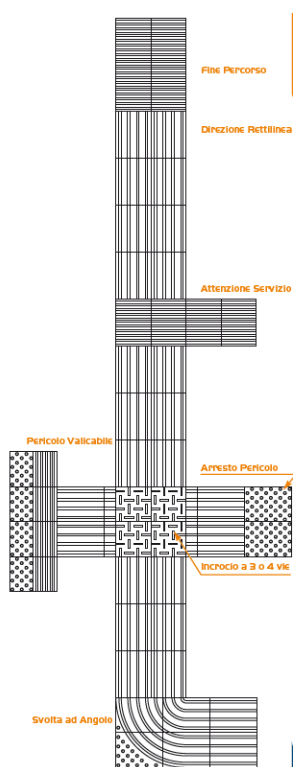 Fine Percorso
Direzione Rettilinea
Attenzione Servizio
Pericolo Valicabile
Arresto Pericolo
Incrocio a 3 o 4 vie
Svolta ad Angolo